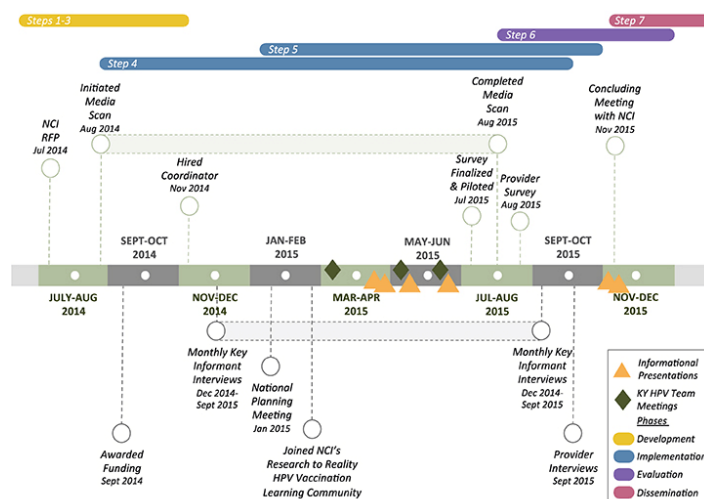 Steps 1-3
Step 7
Step 6
Step 5
Step 4
Initiated
Media
Scan
Aug 2014
Completed
Media
Scan
Aug 2015
Concluding
Meeting
with NCI
Nov 2015
NCI
RFP
Jul 2014
Hired
Coordinator
Nov 2014
Survey
Finalized
& Piloted
Jul 2015
Provider
Survey
Aug 2015
SEPT-OCT
2014
JAN-FEB
2015
MAY-JUN
2015
SEPT-OCT
2015
JULY-AUG
2014
NOV-DEC
2014
MAR-APR
2015
JUL-AUG
2015
NOV-DEC
2015
Monthly Key
Informant
Interviews
Dec 2014-
Sept 2015
National
Planning
Meeting
Jan 2015
Monthly Key
Informant
Interviews
Dec 2014-
Sept 2015
Awarded
Funding
Sept 2014
Joined NCI's
Research to Reality
HPV Vaccination
Learning Community
Provider
Interviews
Sept 2015
Informational
Presentations
KY HPV Team
Meetings
Phases
Development
Implementation
Evaluation
Dissemination